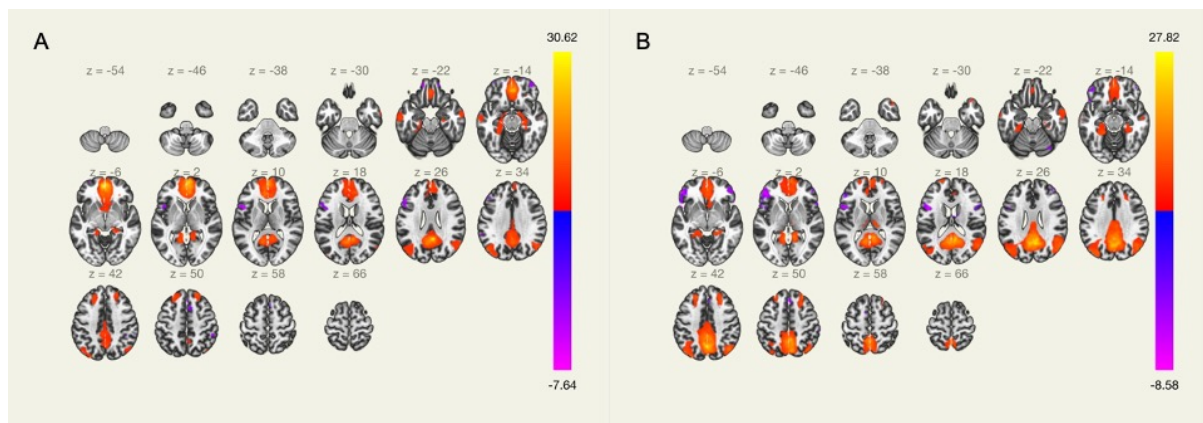 A
30.62
z = -54 z = -46 z = -38 z = -30 z = -22 z = -14
z = -6 z = 2 z = 10 z = 18 z = 26 z = 34
z = 42 z = 50 z = 58 z = 66
-7.64
B
27.82
z = -54 z = -46 z = -38 z = -30 z = -22 z = -14
z = -6 z = 2 z = 10 z = 18 z = 26 z = 34
z = 42 z = 50 z = 58 z = 66
-8.58